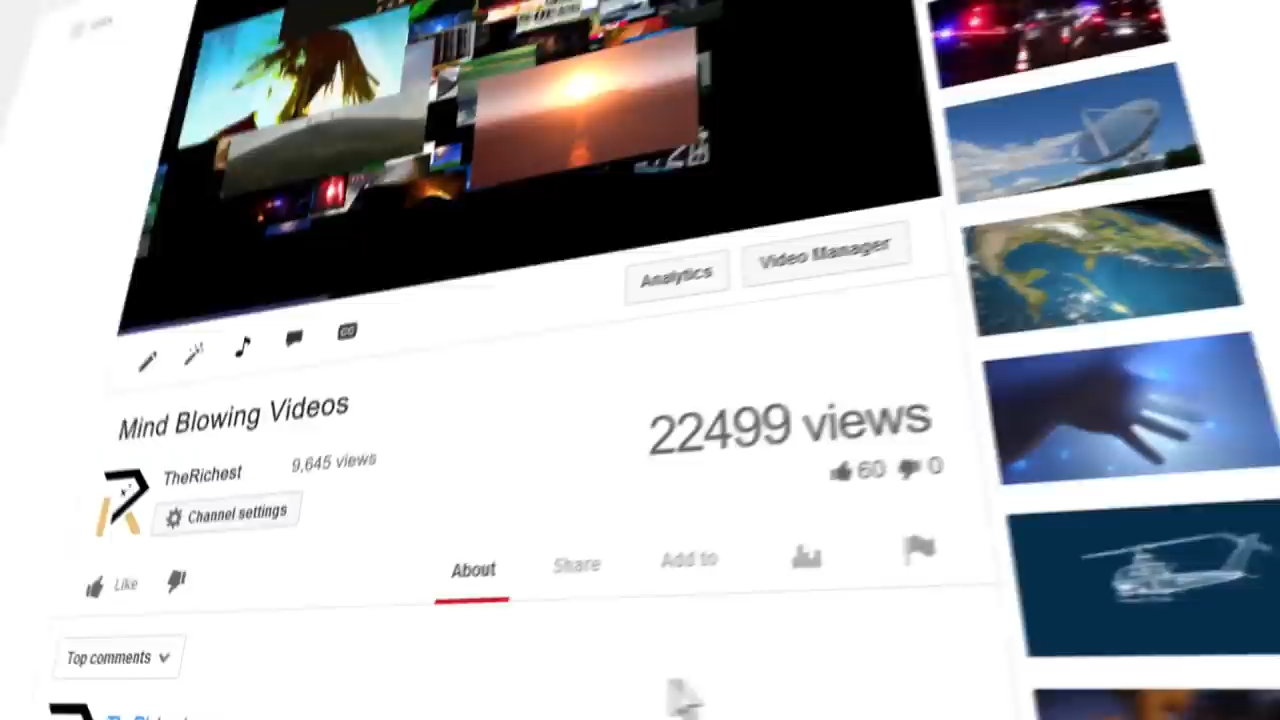 Analytics
Video Manager
Mind Blowing Videos
TheRichest
9,645 views
22499 views
60
0
Channel settings
Like
About
Share
Add to
Top comments